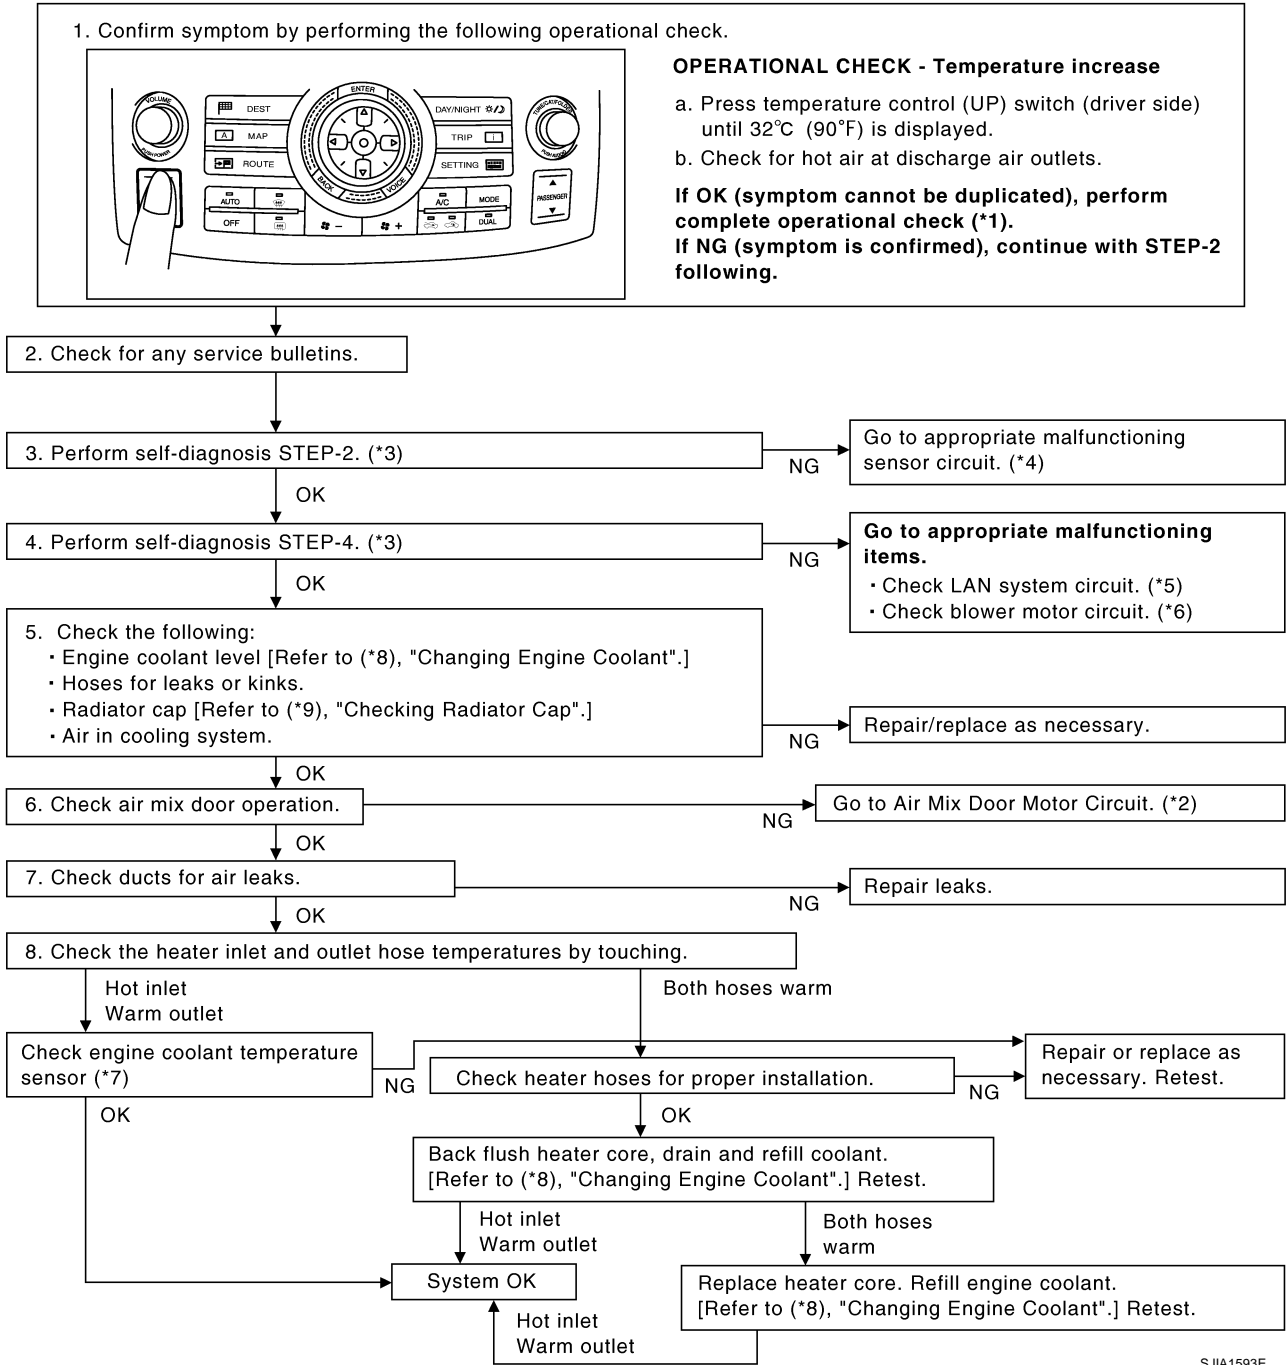 1. Confirm symptom by performing the following operational check.
VOLUME
PUSH POWER
DEST
A MAP
ROUTE
ENTER
BACK
VOICE
DAY/NIGHT
TRIP i
SETTING
PUSH AUDIO
AUTO
OFF
A/C
MODE
DUAL
− +
PASSENGER
OPERATIONAL CHECK - Temperature increase
a. Press temperature control (UP) switch (driver side)
until 32°C (90°F) is displayed.
b. Check for hot air at discharge air outlets.
If OK (symptom cannot be duplicated), perform
complete operational check (*1).
If NG (symptom is confirmed), continue with STEP-2
following.
2. Check for any service bulletins.
3. Perform self-diagnosis STEP-2. (*3)
NG
Go to appropriate malfunctioning
sensor circuit. (*4)
OK
4. Perform self-diagnosis STEP-4. (*3)
NG
Go to appropriate malfunctioning
items.
· Check LAN system circuit. (*5)
· Check blower motor circuit. (*6)
OK
5. Check the following:
· Engine coolant level [Refer to (*8), "Changing Engine Coolant".]
· Hoses for leaks or kinks.
· Radiator cap [Refer to (*9), "Checking Radiator Cap".]
· Air in cooling system.
NG
Repair/replace as necessary.
OK
6. Check air mix door operation.
NG
Go to Air Mix Door Motor Circuit. (*2)
OK
7. Check ducts for air leaks.
NG
Repair leaks.
OK
8. Check the heater inlet and outlet hose temperatures by touching.
Hot inlet
Warm outlet
Both hoses warm
Check engine coolant temperature
sensor (*7)
NG
Check heater hoses for proper installation.
NG
Repair or replace as
necessary. Retest.
OK
OK
Back flush heater core, drain and refill coolant.
[Refer to (*8), "Changing Engine Coolant".] Retest.
Hot inlet
Warm outlet
Both hoses
warm
System OK
Replace heater core. Refill engine coolant.
[Refer to (*8), "Changing Engine Coolant".] Retest.
Hot inlet
Warm outlet
SJIA1593E